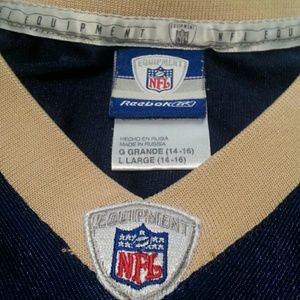 EQUIPMENT
NFL
EQUIPMENT
NFL
Reebok
HECHO EN RUSIA
MADE IN RUSSIA
G GRANDE (14-16)
L LARGE (14-16)
EQUIPMENT
NFL